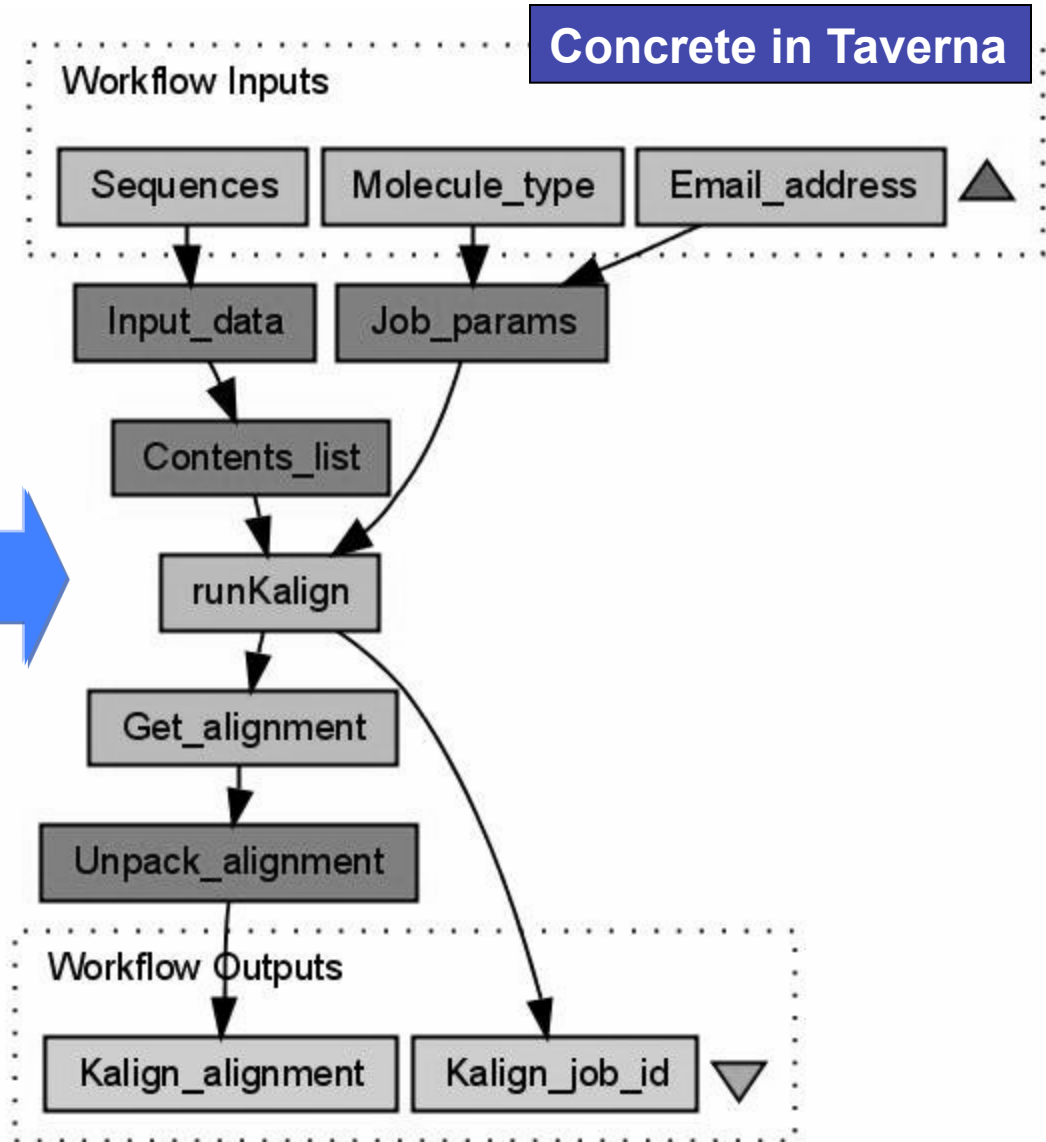 Concrete in Taverna
Workflow Inputs
Sequences
Molecule_type
Email_address
Input_data
Job_params
Contents_list
runKalign
Get_alignment
Unpack_alignment
Workflow Outputs
Kalign_alignment
Kalign_job_id